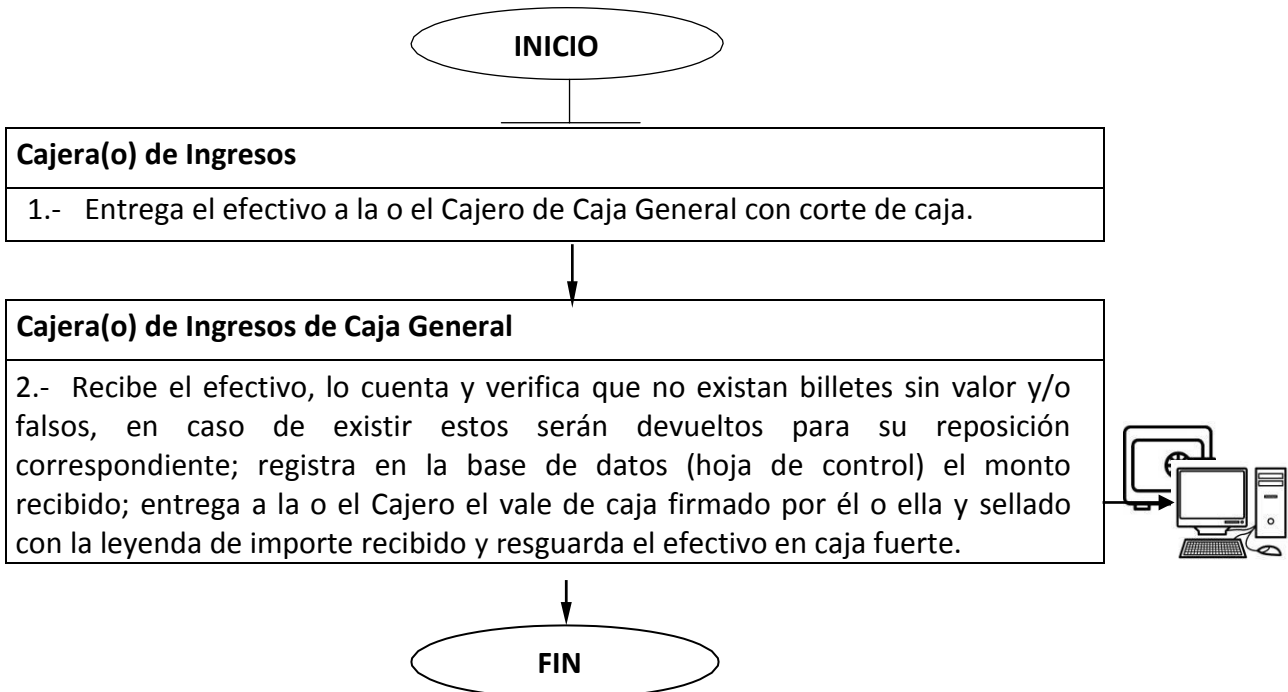 INICIO
Cajera(o) de Ingresos
1.- Entrega el efectivo a la o el Cajero de Caja General con corte de caja.
Cajera(o) de Ingresos de Caja General
2.- Recibe el efectivo, lo cuenta y verifica que no existan billetes sin valor y/o
falsos, en caso de existir estos serán devueltos para su reposición
correspondiente; registra en la base de datos (hoja de control) el monto
recibido; entrega a la o el Cajero el vale de caja firmado por él o ella y sellado
con la leyenda de importe recibido y resguarda el efectivo en caja fuerte.
FIN